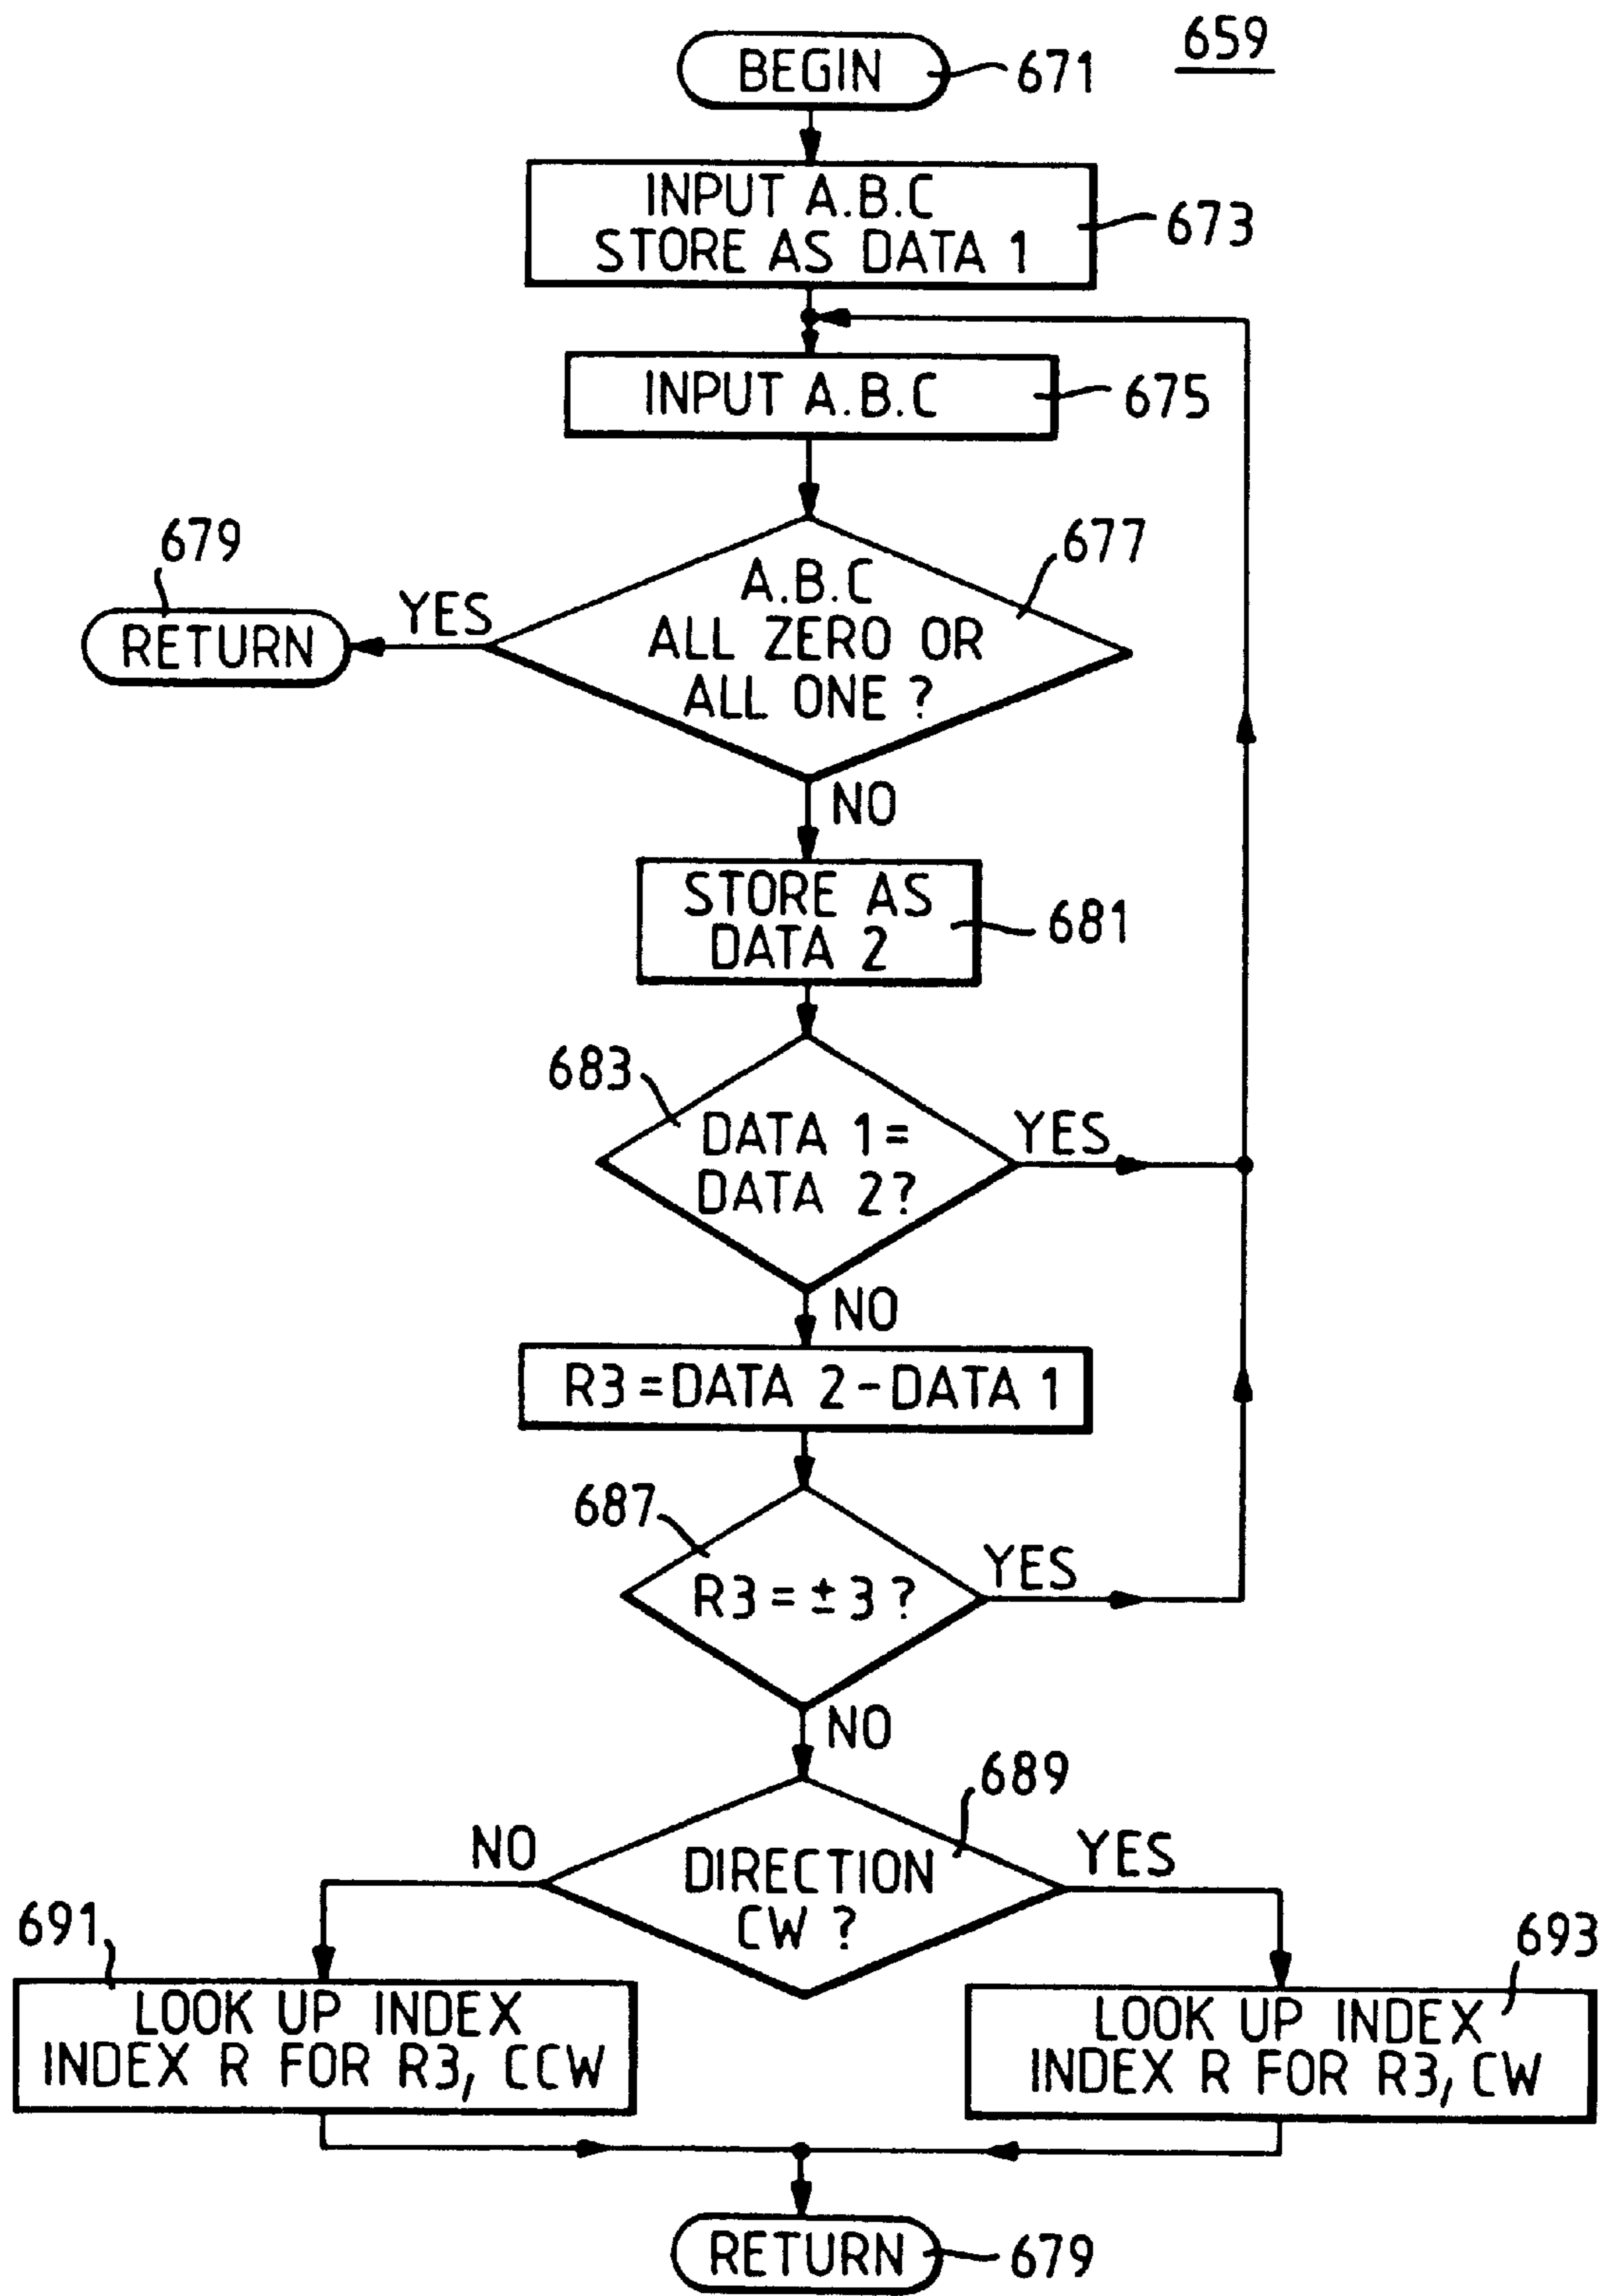 659
BEGIN
671
INPUT A.B.C
STORE AS DATA 1
673
INPUT A.B.C
675
677
679
A.B.C
ALL ZERO OR
ALL ONE ?
YES
RETURN
NO
STORE AS
DATA 2
681
683
DATA 1=
DATA 2?
YES
NO
R3=DATA 2-DATA 1
687
R3=±3?
YES
NO
689
DIRECTION
CW ?
NO
YES
691
LOOK UP INDEX
INDEX R FOR R3, CCW
693
LOOK UP INDEX
INDEX R FOR R3, CW
RETURN
679